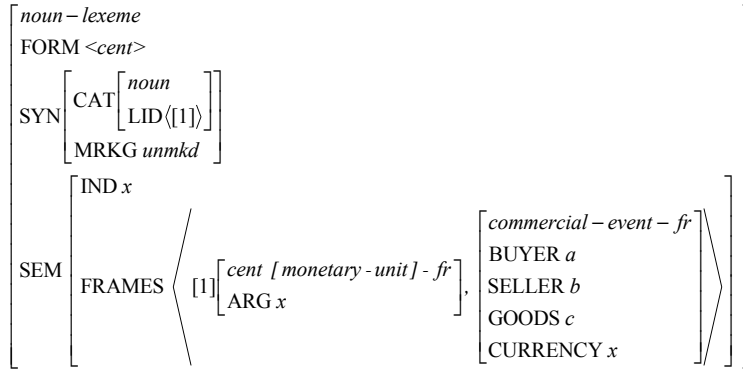 noun – lexeme
FORM <cent>
SYN [CAT [noun
LID⟨[1]⟩]
MRKG unmkd]
SEM [IND x
FRAMES ⟨ [1][cent [monetary - unit] - fr
ARG x],
[commercial – event – fr
BUYER a
SELLER b
GOODS c
CURRENCY x] ⟩]